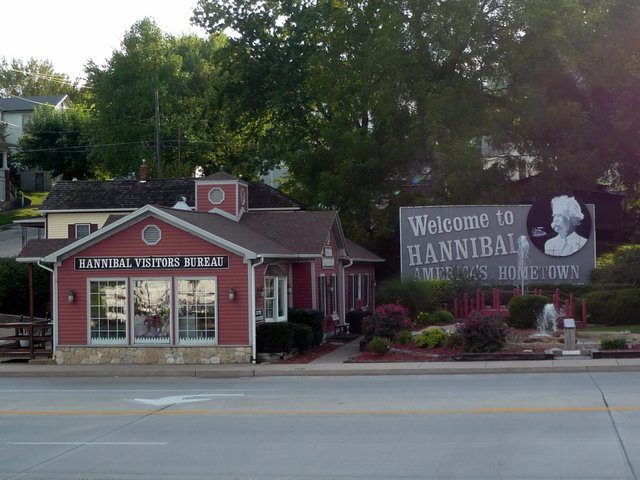 HANNIBAL VISITORS BUREAU
Welcome to
HANNIBAL
AMERICA'S HOMETOWN